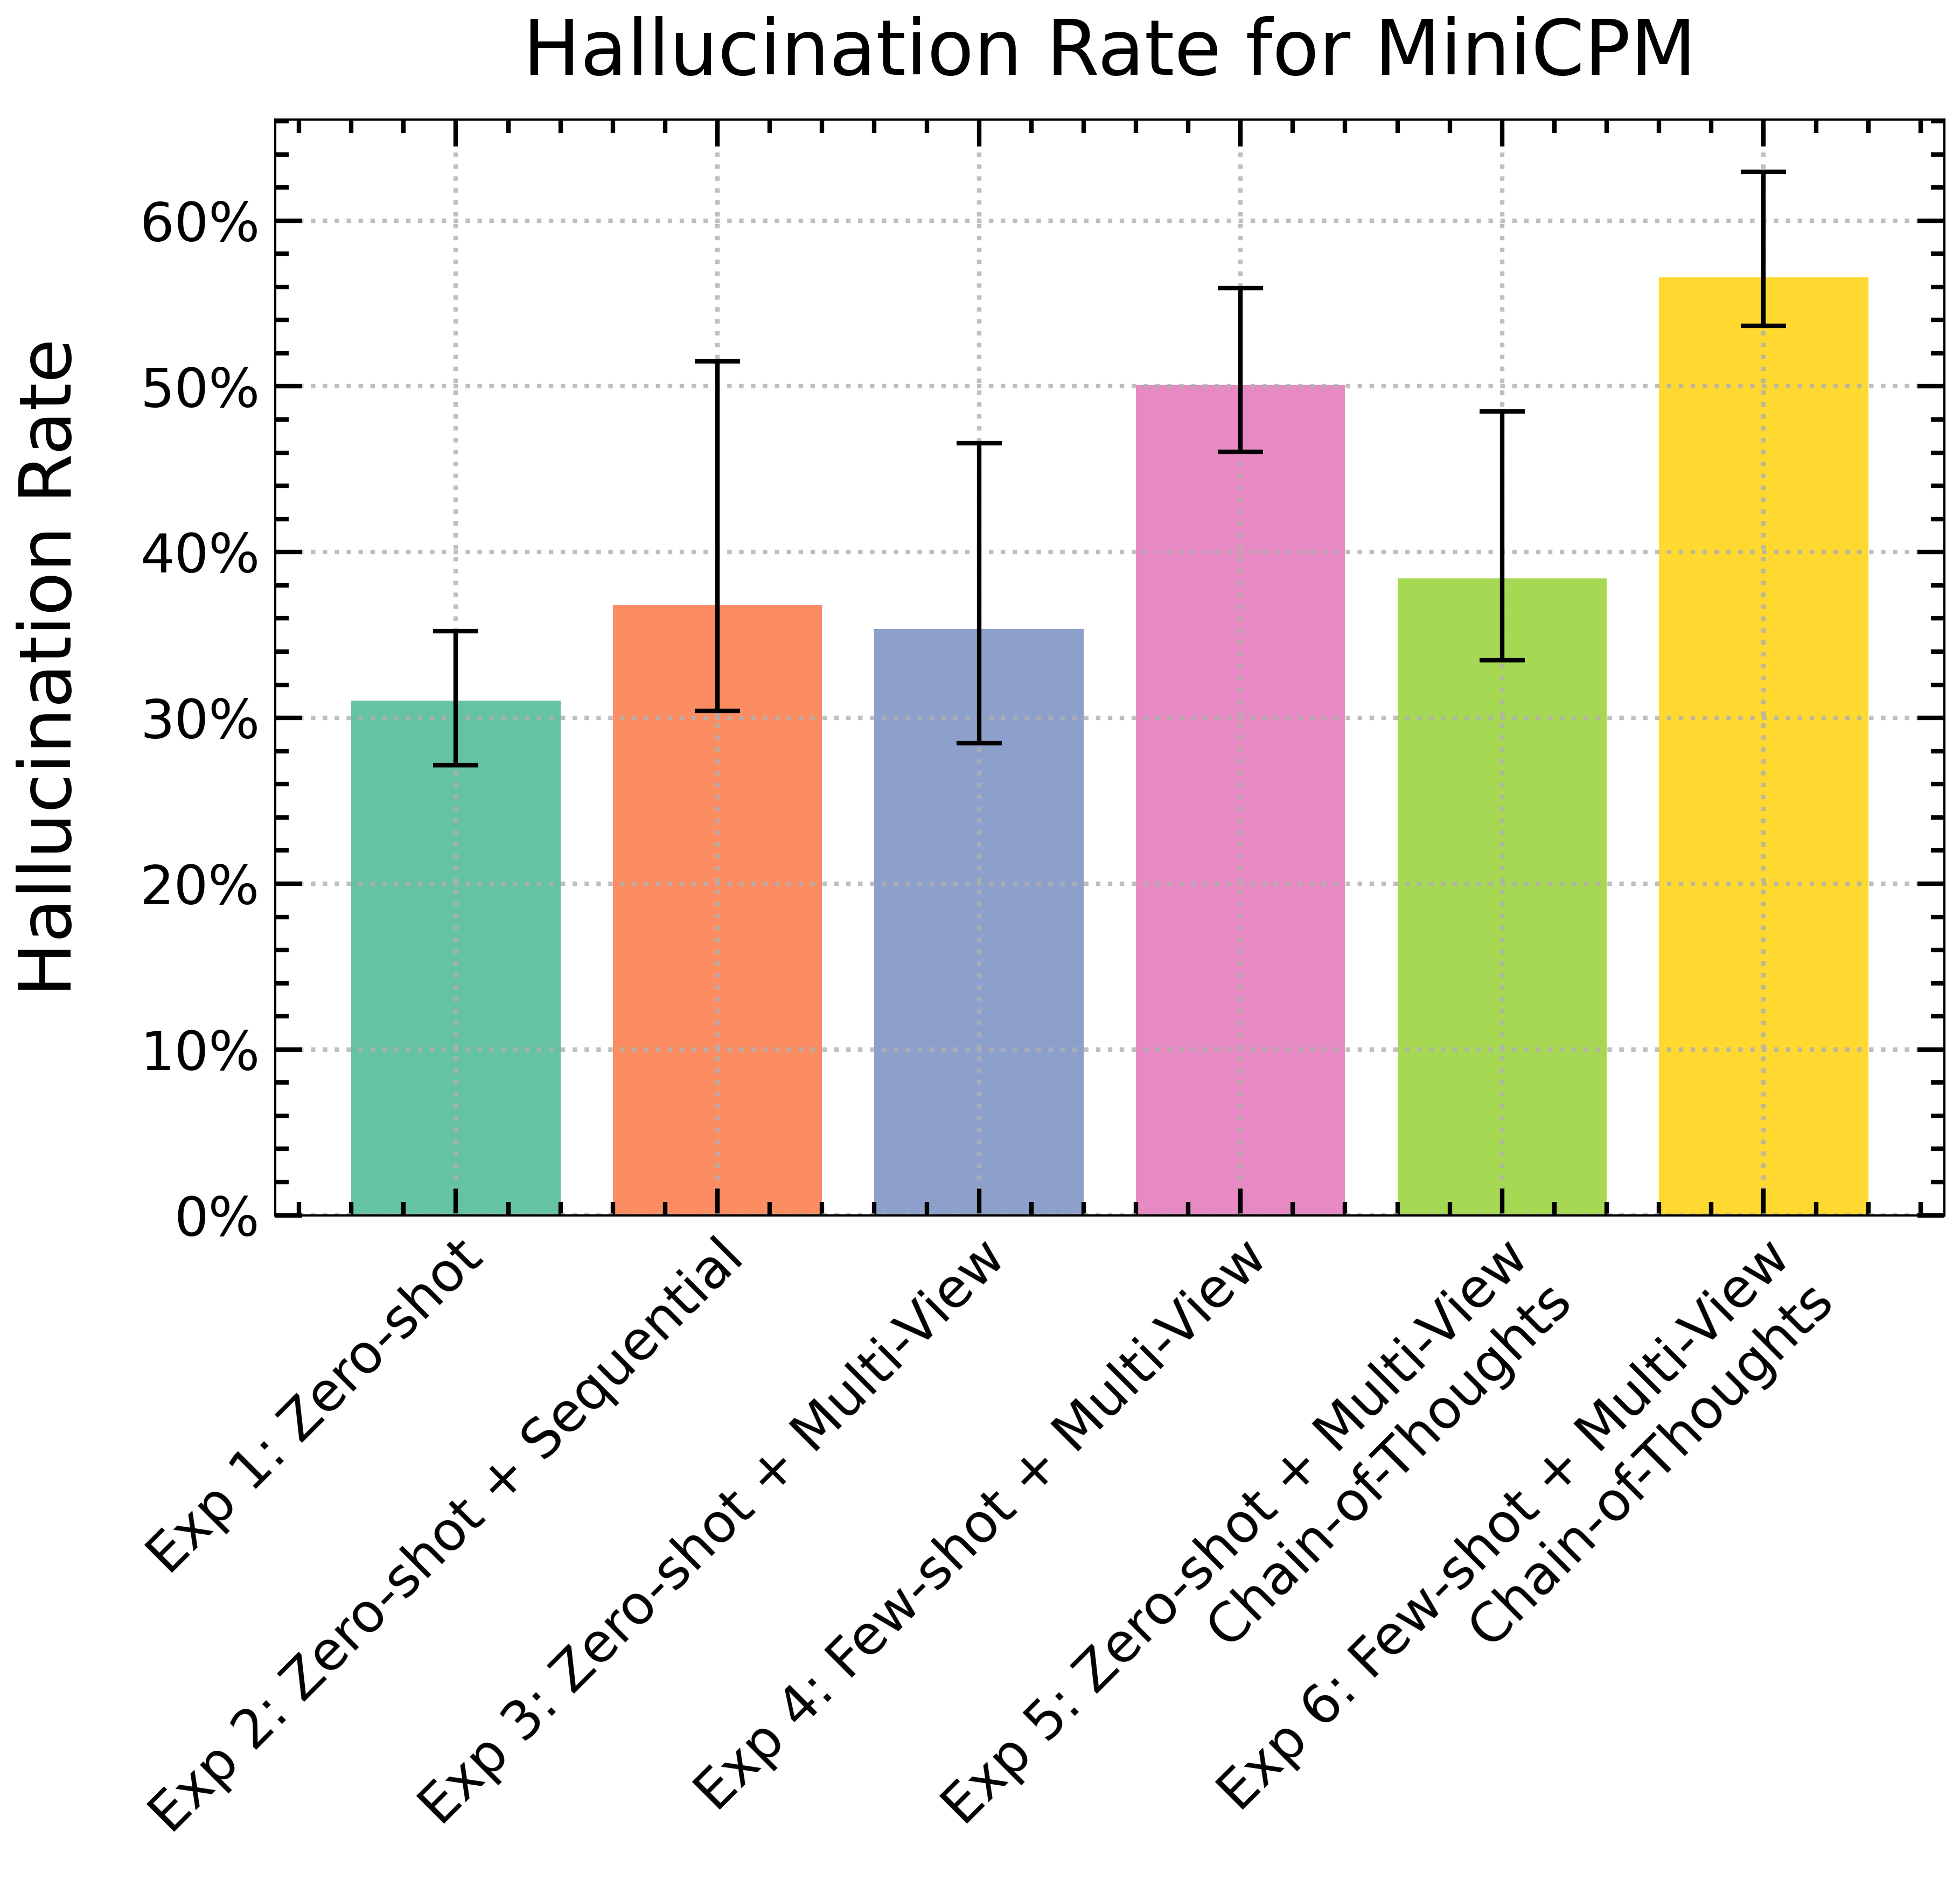 Hallucination Rate for MiniCPM
Hallucination Rate
60%
50%
40%
30%
20%
10%
0%
Exp 1: Zero-shot
Exp 2: Zero-shot + Sequential
Exp 3: Zero-shot + Multi-View
Exp 4: Few-shot + Multi-View
Exp 5: Zero-shot + Multi-View
Chain-of-Thoughts
Exp 6: Few-shot + Multi-View
Chain-of-Thoughts